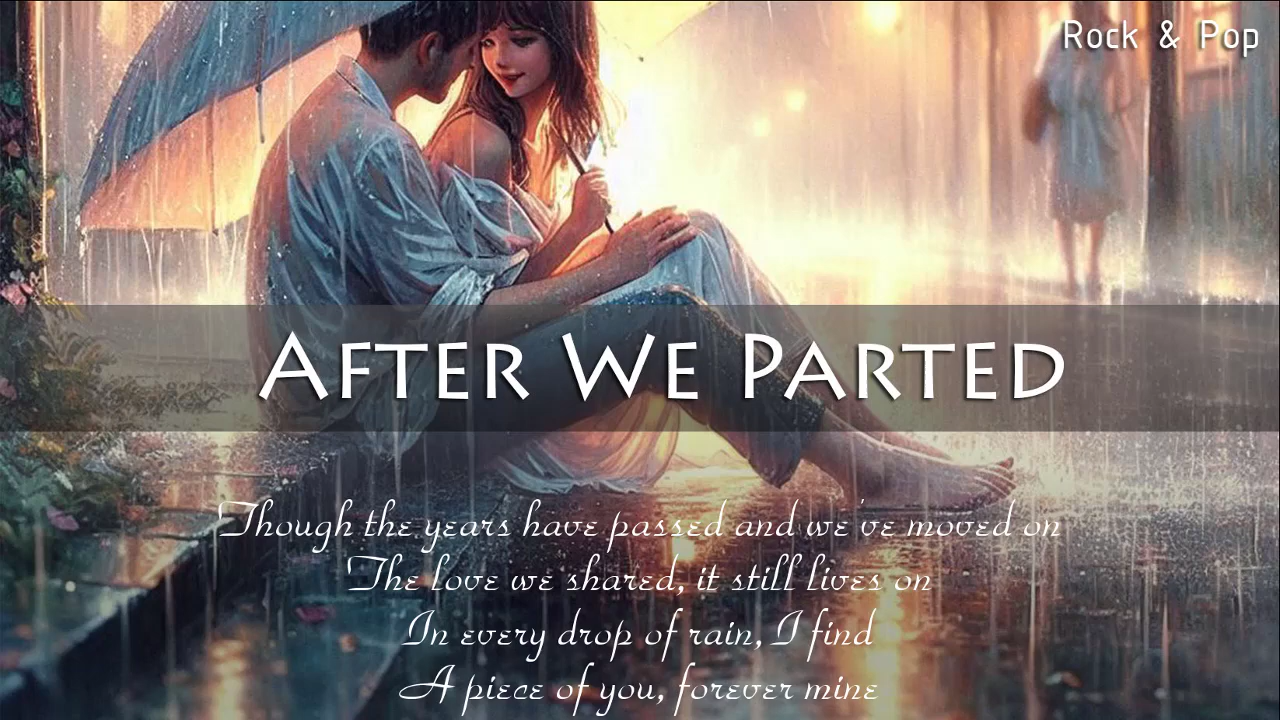 Rock & Pop
After We Parted
Though the years have passed and we've moved on
The love we shared, it still lives on
In every drop of rain, I find
A piece of you, forever mine